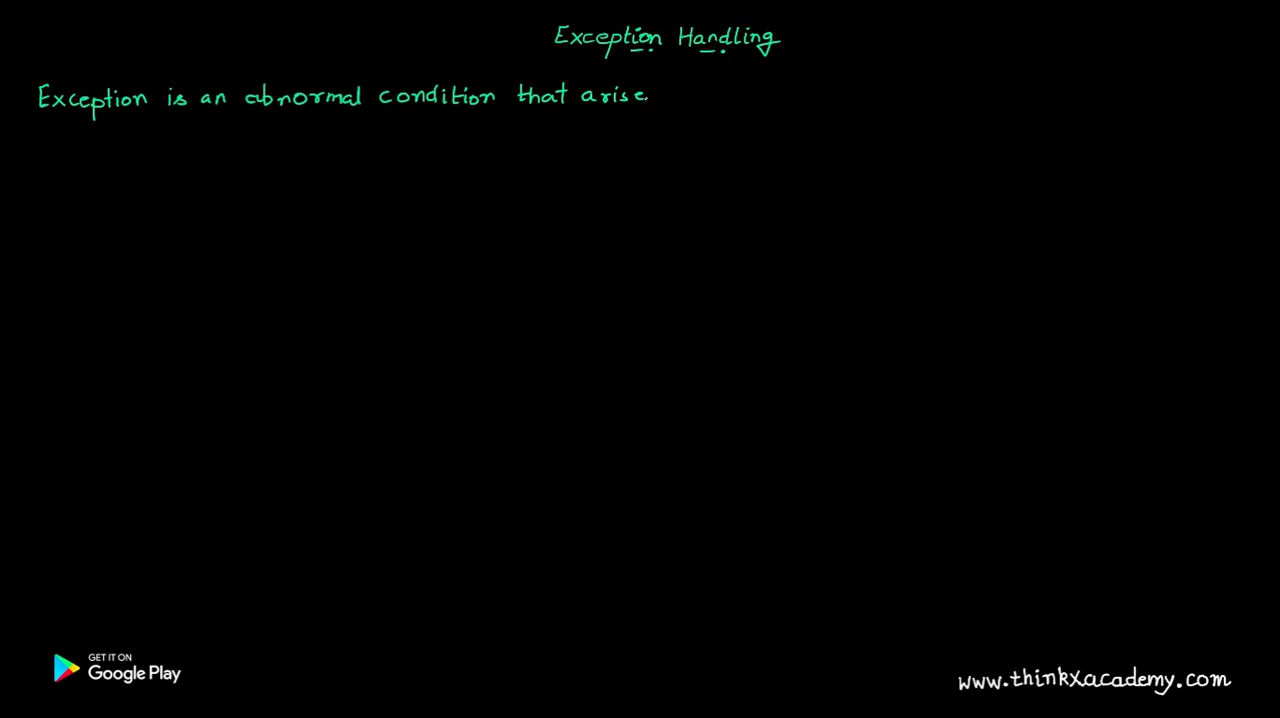 Exception Handling
Exception is an abnormal condition that arise
GET IT ON
Google Play
www.thinkxacademy.com